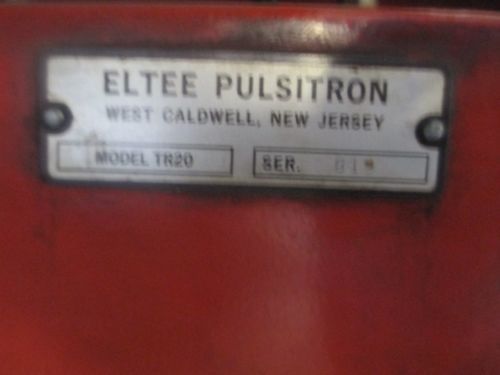 ELTEE PULSITRON
WEST CALDWELL, NEW JERSEY
MODEL TR20
SER.